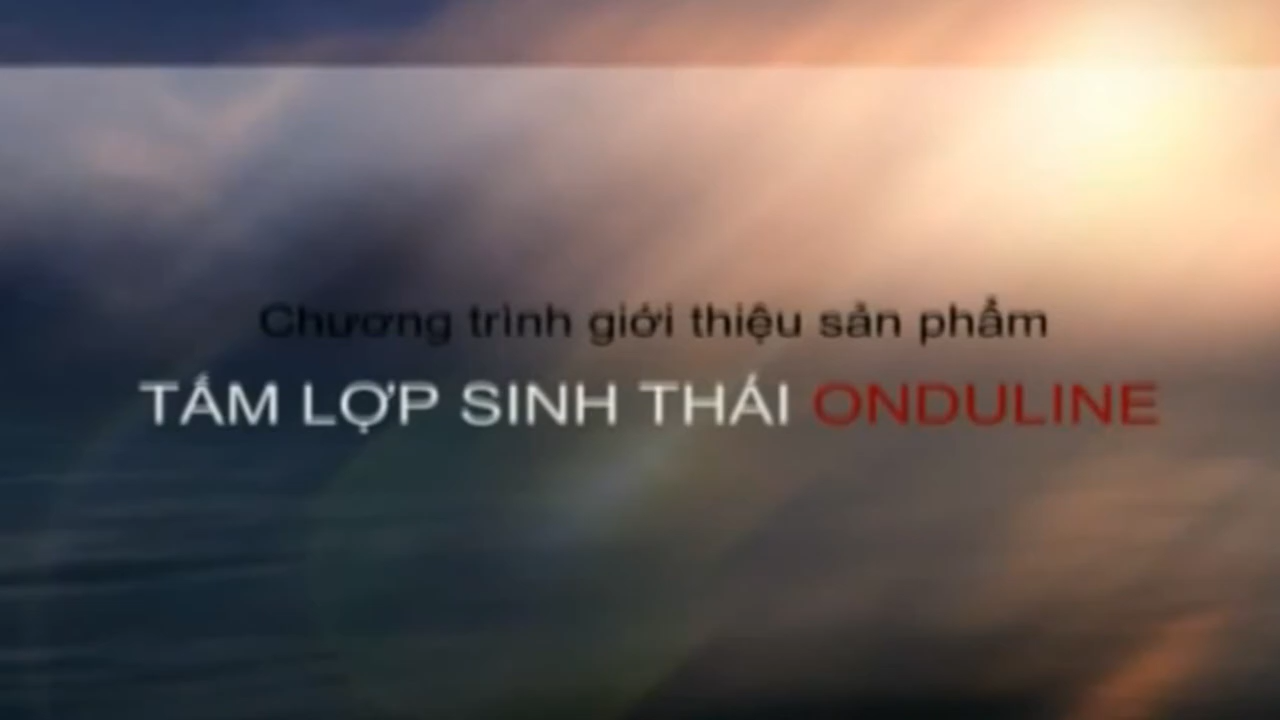 Chương trình giới thiệu sản phẩm
TẤM LỢP SINH THÁI ONDULINE